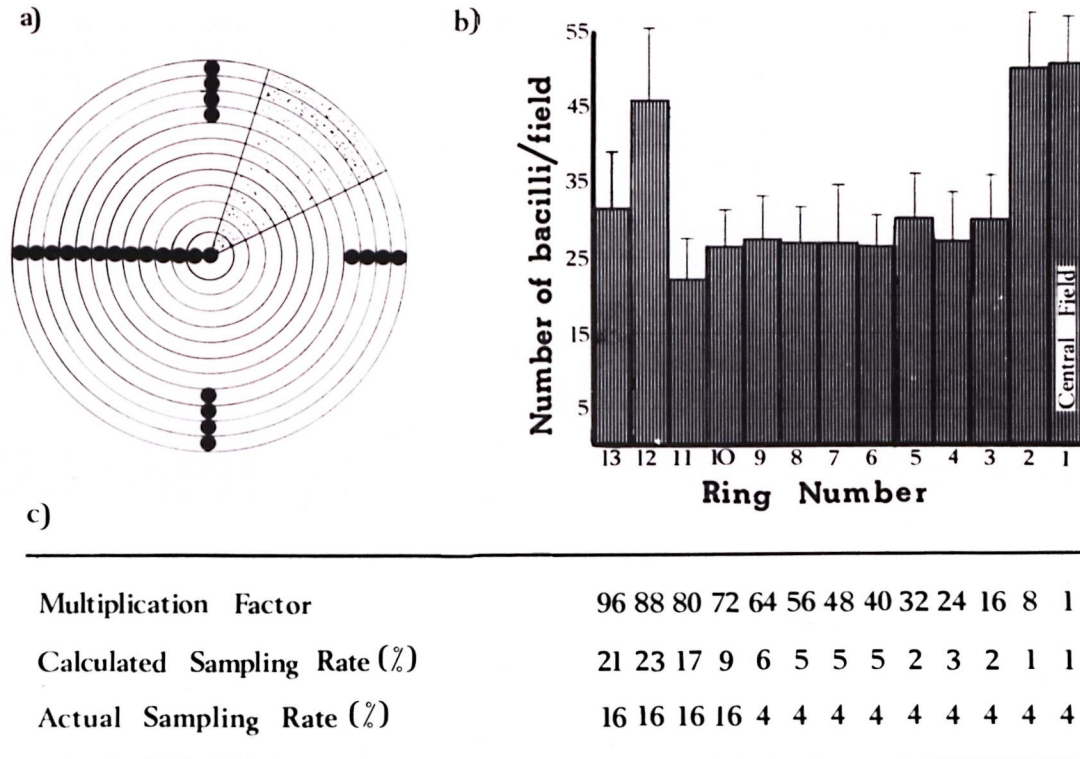 a)
b)
Number of bacilli/field
55
45
35
25
15
5
Central Field
13 12 11 10 9 8 7 6 5 4 3 2 1
Ring Number
c)
Multiplication Factor 96 88 80 72 64 56 48 40 32 24 16 8 1
Calculated Sampling Rate (%) 21 23 17 9 6 5 5 5 2 3 2 1 1
Actual Sampling Rate (%) 16 16 16 16 4 4 4 4 4 4 4 4 4